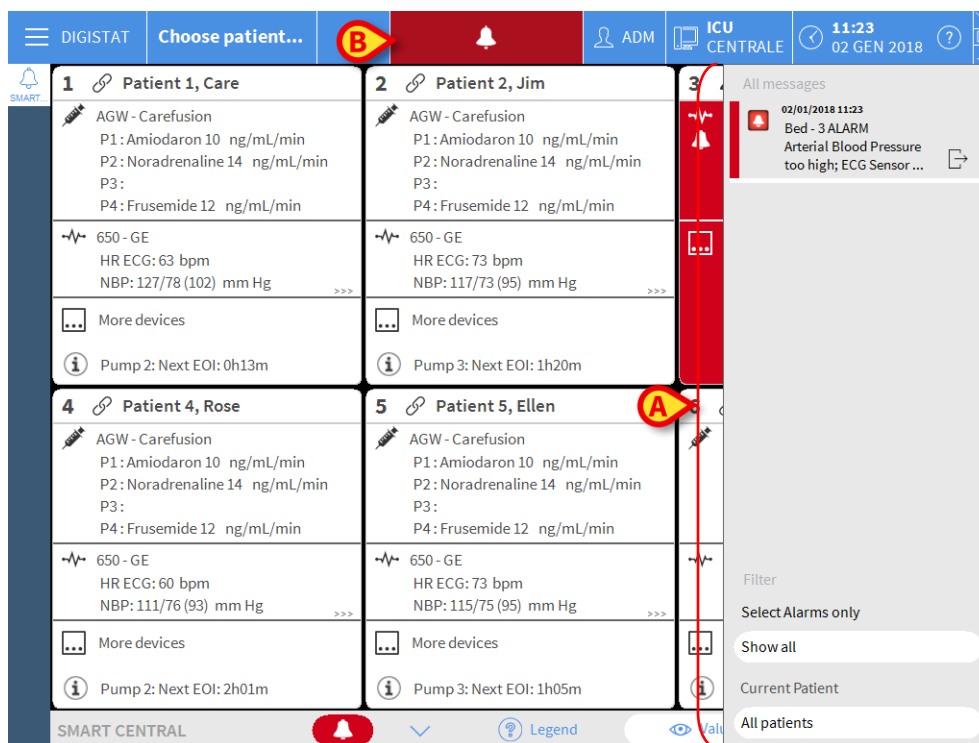 DIGISTAT
Choose patient...
B
ADM
ICU
CENTRALE
11:23
02 GEN 2018
?
SMART...
1 Patient 1, Care
AGW - Carefusion
P1 : Amiodaron 10 ng/mL/min
P2 : Noradrenaline 14 ng/mL/min
P3 :
P4 : Frusemide 12 ng/mL/min
650 - GE
HR ECG: 63 bpm
NBP: 127/78 (102) mm Hg
>>>
More devices
Pump 2: Next EOI: 0h13m
2 Patient 2, Jim
AGW - Carefusion
P1 : Amiodaron 10 ng/mL/min
P2 : Noradrenaline 14 ng/mL/min
P3 :
P4 : Frusemide 12 ng/mL/min
650 - GE
HR ECG: 73 bpm
NBP: 117/73 (95) mm Hg
>>>
More devices
Pump 3: Next EOI: 1h20m
3
All messages
02/01/2018 11:23
Bed - 3 ALARM
Arterial Blood Pressure
too high; ECG Sensor ...
4 Patient 4, Rose
AGW - Carefusion
P1 : Amiodaron 10 ng/mL/min
P2 : Noradrenaline 14 ng/mL/min
P3 :
P4 : Frusemide 12 ng/mL/min
650 - GE
HR ECG: 60 bpm
NBP: 111/76 (93) mm Hg
>>>
More devices
Pump 2: Next EOI: 2h01m
5 Patient 5, Ellen
AGW - Carefusion
P1 : Amiodaron 10 ng/mL/min
P2 : Noradrenaline 14 ng/mL/min
P3 :
P4 : Frusemide 12 ng/mL/min
650 - GE
HR ECG: 73 bpm
NBP: 115/75 (95) mm Hg
>>>
More devices
Pump 3: Next EOI: 1h05m
A
6
Filter
Select Alarms only
Show all
Current Patient
All patients
SMART CENTRAL
Legend